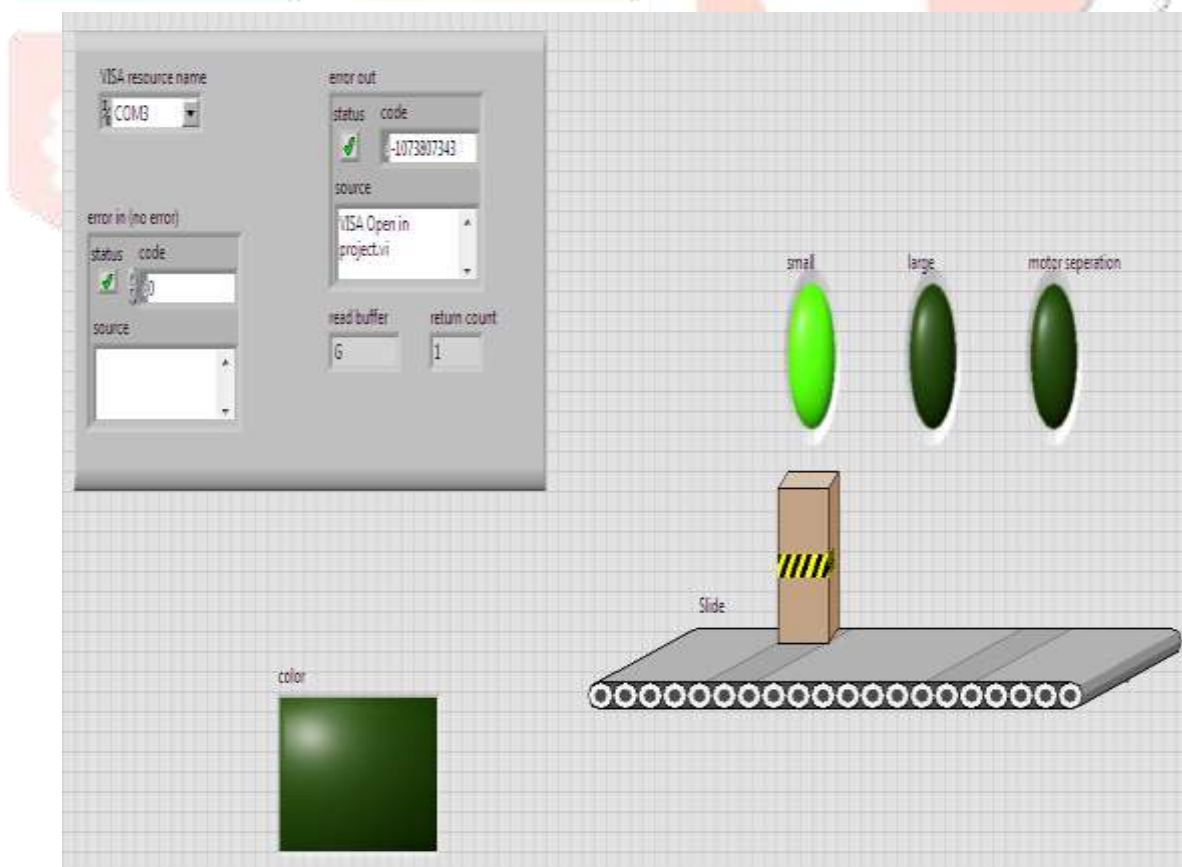 VISA resource name
COM3
error out
status code
-1073807343
source
VISA Open in
project.vi
error in (no error)
status code
0
source
read buffer
G
return count
1
small
large
motor seperation
Slide
color